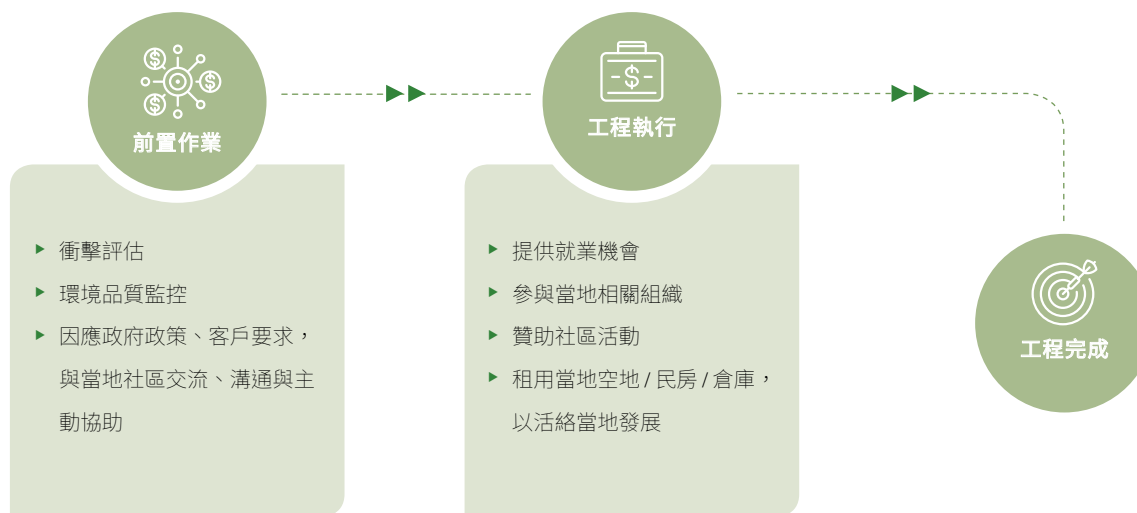 前置作業
衝擊評估
環境品質監控
因應政府政策、客戶要求，
與當地社區交流、溝通與主
動協助
工程執行
提供就業機會
參與當地相關組織
贊助社區活動
租用當地空地 / 民房 / 倉庫，
以活絡當地發展
工程完成